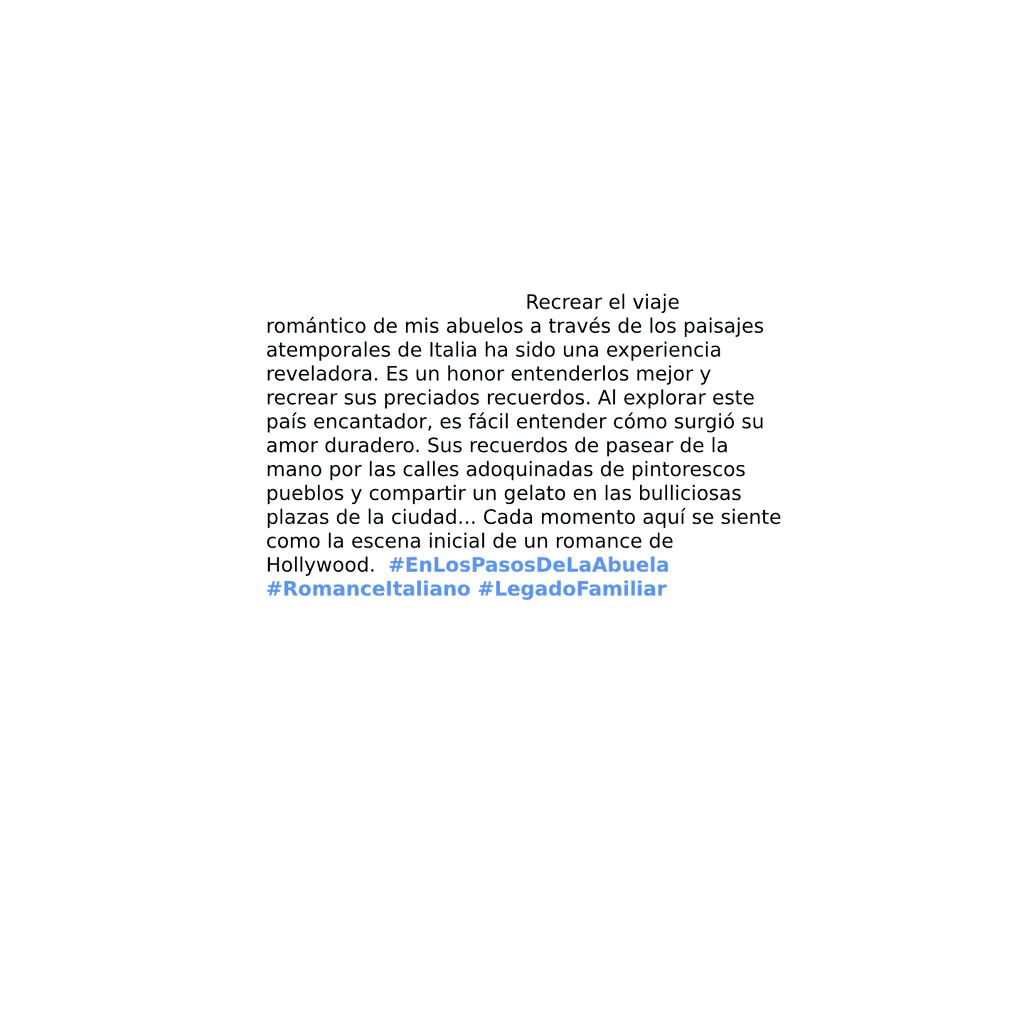 Recrear el viaje
romántico de mis abuelos a través de los paisajes
atemporales de Italia ha sido una experiencia
reveladora. Es un honor entenderlos mejor y
recrear sus preciados recuerdos. Al explorar este
país encantador, es fácil entender cómo surgió su
amor duradero. Sus recuerdos de pasear de la
mano por las calles adoquinadas de pintorescos
pueblos y compartir un gelato en las bulliciosas
plazas de la ciudad... Cada momento aquí se siente
como la escena inicial de un romance de
Hollywood. #EnLosPasosDeLaAbuela
#RomanceItaliano #LegadoFamiliar